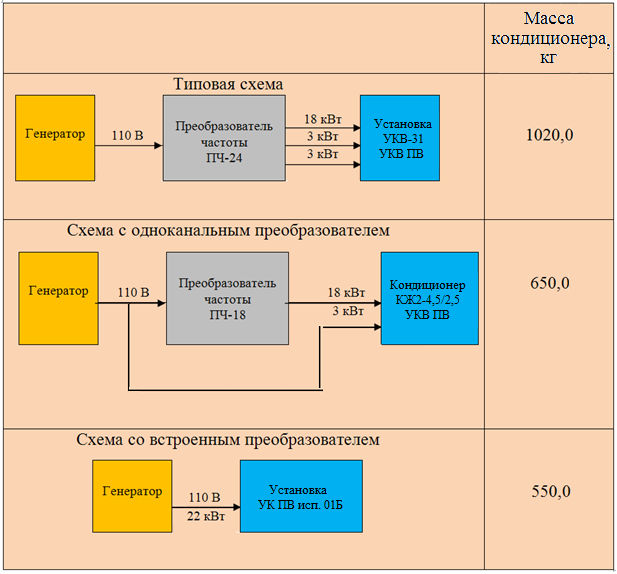 Масса
кондиционера,
кг
Типовая схема
Генератор
110 В
Преобразователь
частоты
ПЧ-24
18 кВт
3 кВт
3 кВт
Установка
УКВ-31
УКВ ПВ
1020,0
Схема с одноканальным преобразователем
Генератор
110 В
Преобразователь
частоты
ПЧ-18
18 кВт
3 кВт
Кондиционер
КЖ2-4,5/2,5
УКВ ПВ
650,0
Схема со встроенным преобразователем
Генератор
110 В
22 кВт
Установка
УК ПВ исп. 01Б
550,0